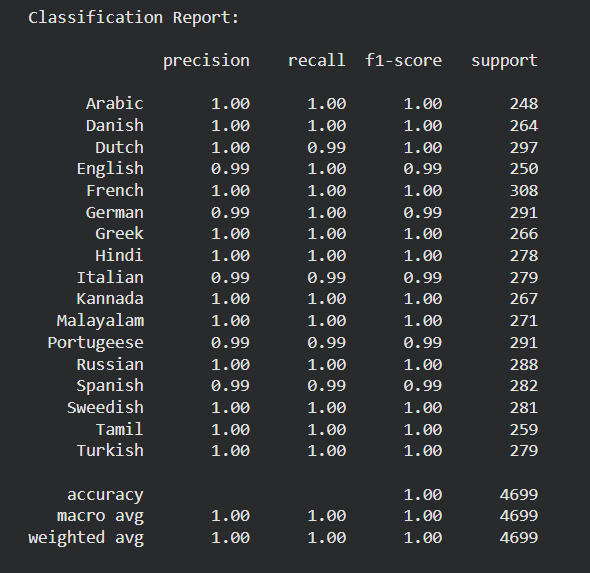 Classification Report:
precision recall f1-score support
Arabic 1.00 1.00 1.00 248
Danish 1.00 1.00 1.00 264
Dutch 1.00 0.99 1.00 297
English 0.99 1.00 0.99 250
French 1.00 1.00 1.00 308
German 0.99 1.00 0.99 291
Greek 1.00 1.00 1.00 266
Hindi 1.00 1.00 1.00 278
Italian 0.99 0.99 0.99 279
Kannada 1.00 1.00 1.00 267
Malayalam 1.00 1.00 1.00 271
Portugeese 0.99 0.99 0.99 291
Russian 1.00 1.00 1.00 288
Spanish 0.99 0.99 0.99 282
Sweedish 1.00 1.00 1.00 281
Tamil 1.00 1.00 1.00 259
Turkish 1.00 1.00 1.00 279
accuracy 1.00 4699
macro avg 1.00 1.00 1.00 4699
weighted avg 1.00 1.00 1.00 4699